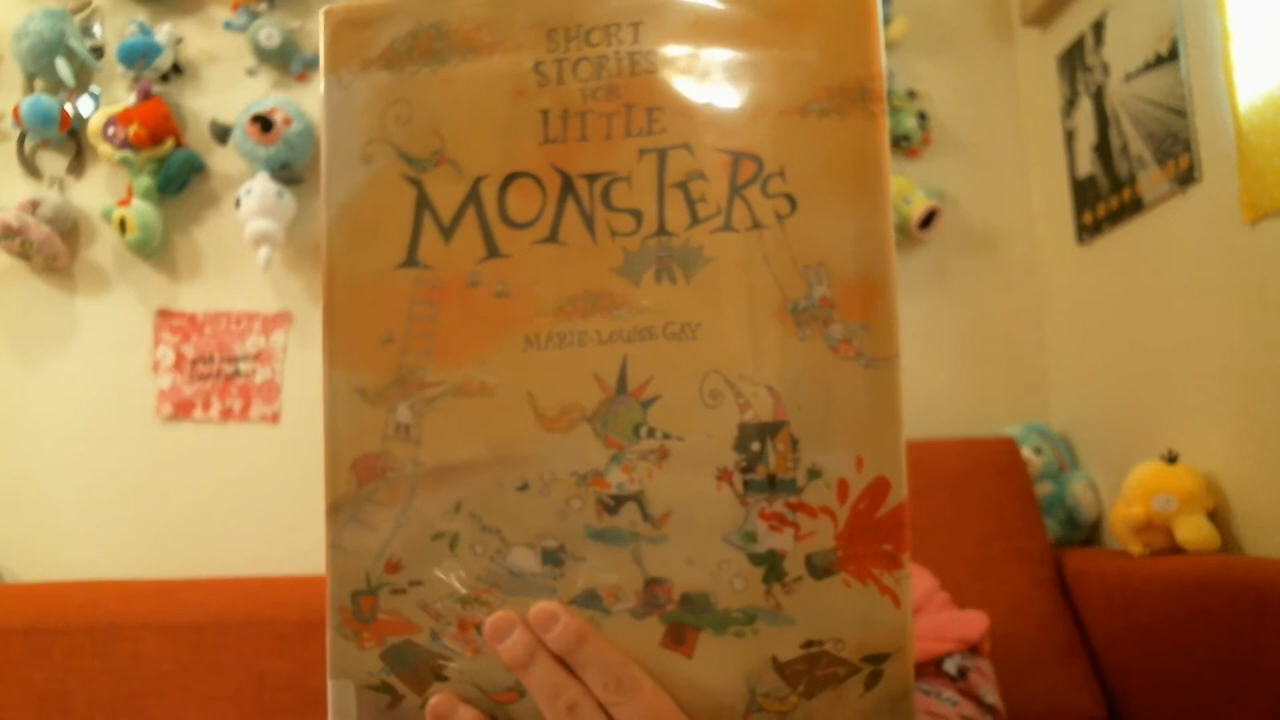 SHORT
STORIES
FOR
LITTLE
MONSTERS
MARIE-LOUISE GAY